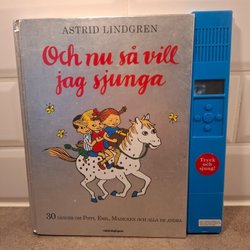 ASTRID LINDGREN
Och nu så vill
jag sjunga
Tryck
och
sjung!
30 SÅNGER OM PIPPI, EMIL, MADICKEN OCH ALLA DE ANDRA